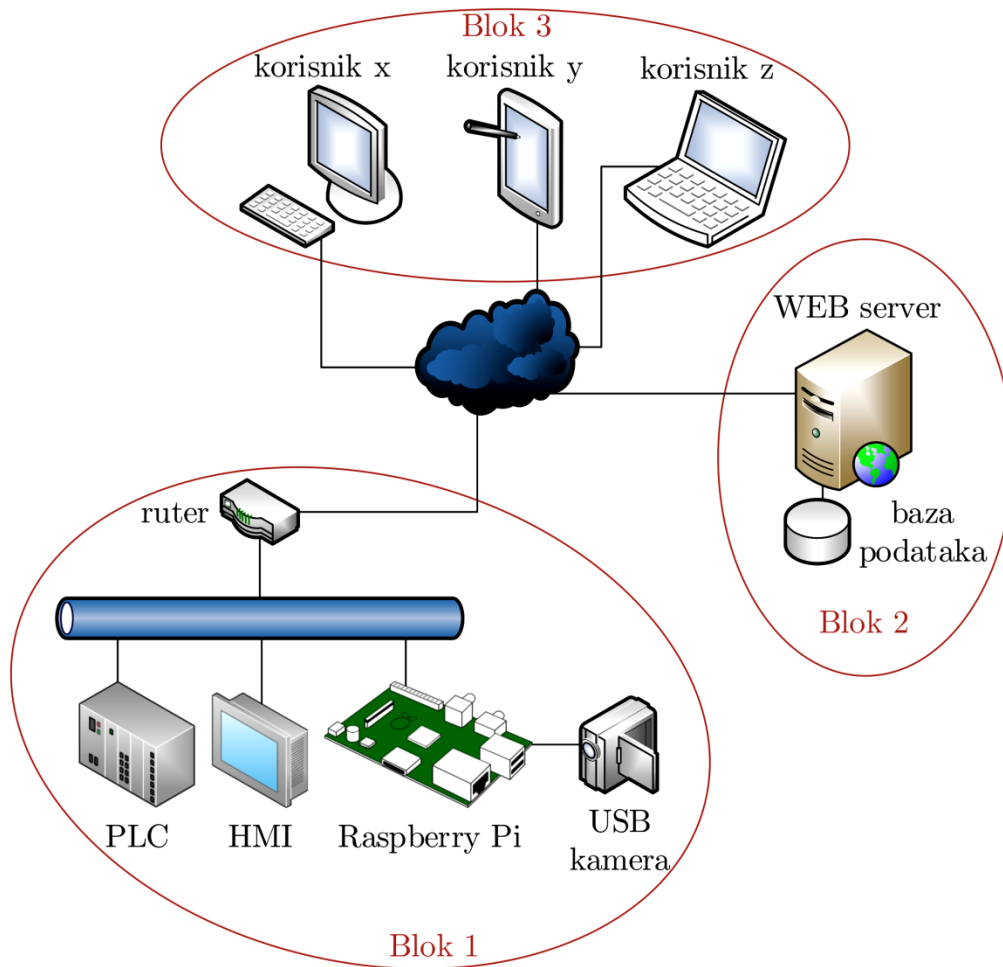 Blok 3
korisnik x
korisnik y
korisnik z
WEB server
ruter
baza
podataka
Blok 2
PLC
HMI
Raspberry Pi
USB
kamera
Blok 1